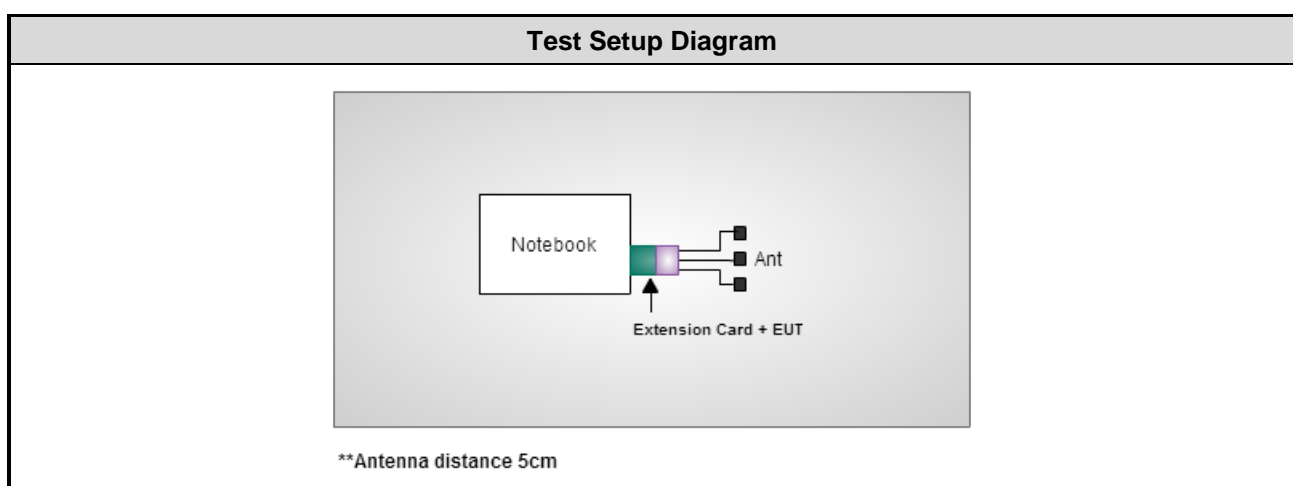 Test Setup Diagram
Notebook
Ant
Extension Card + EUT
**Antenna distance 5cm